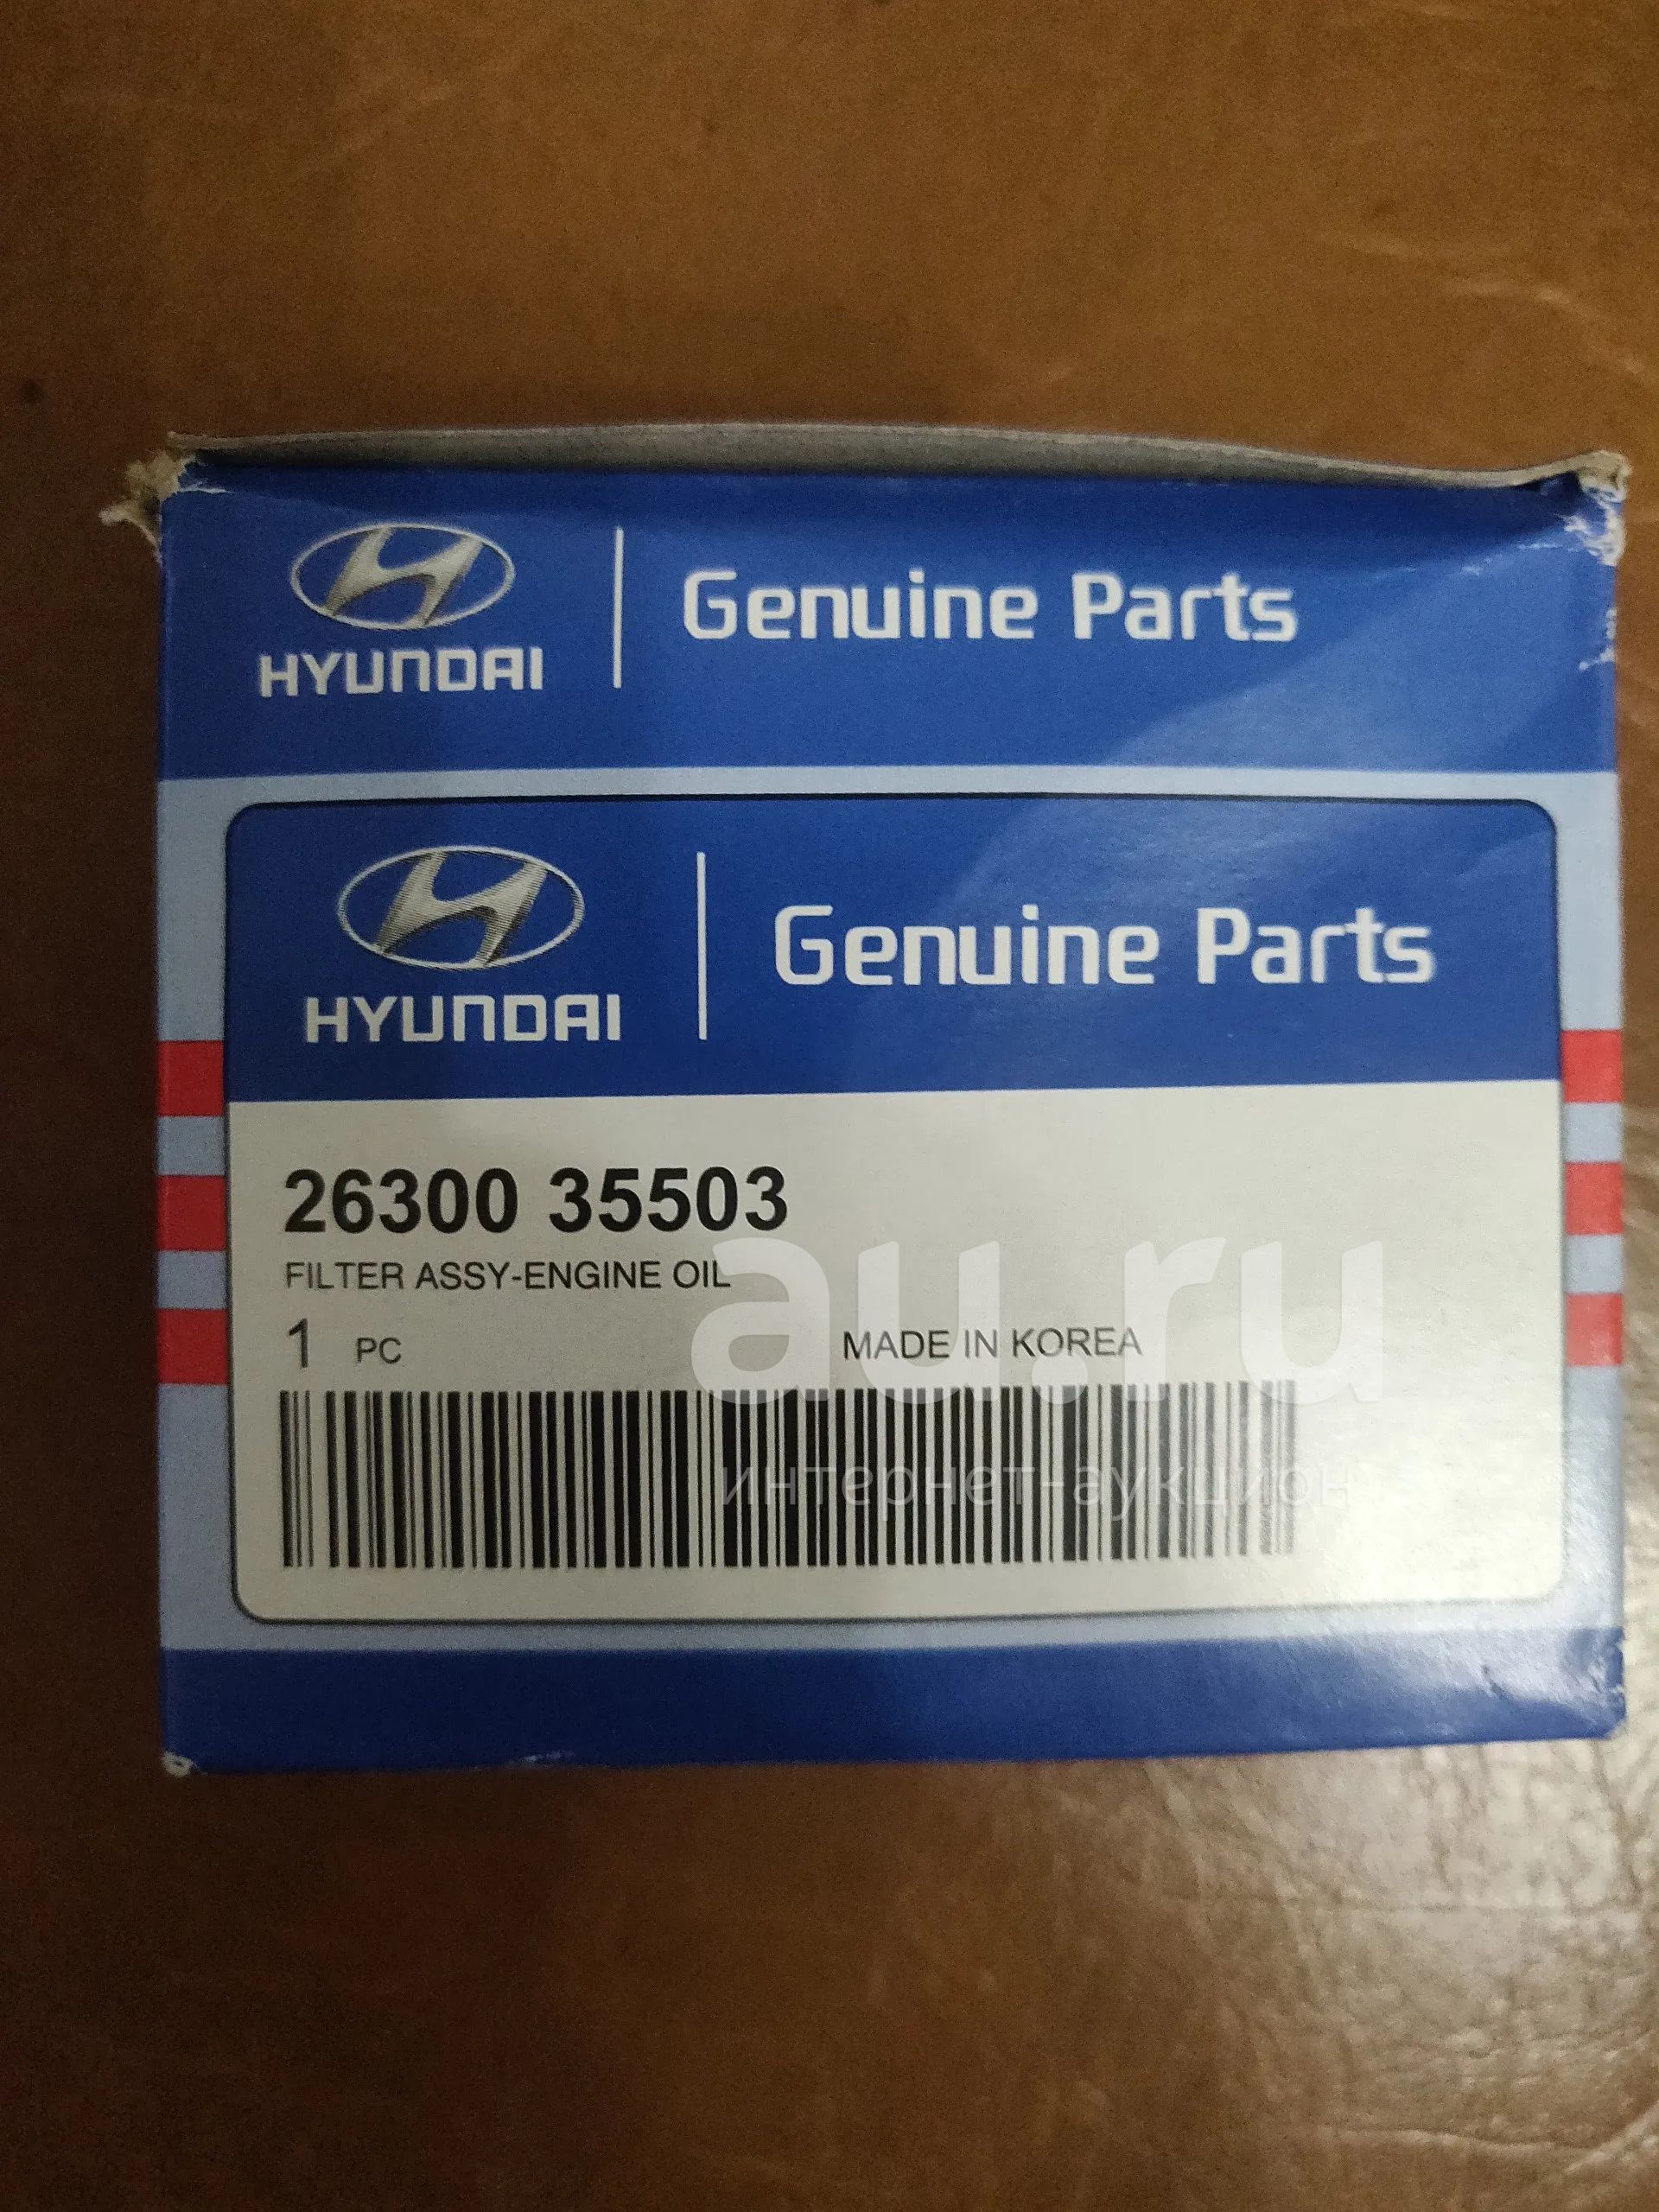 HYUNDAI
Genuine Parts
HYUNDAI
Genuine Parts
26300 35503
FILTER ASSY-ENGINE OIL
1 PC
MADE IN KOREA
au.ru
интернет-аукцион